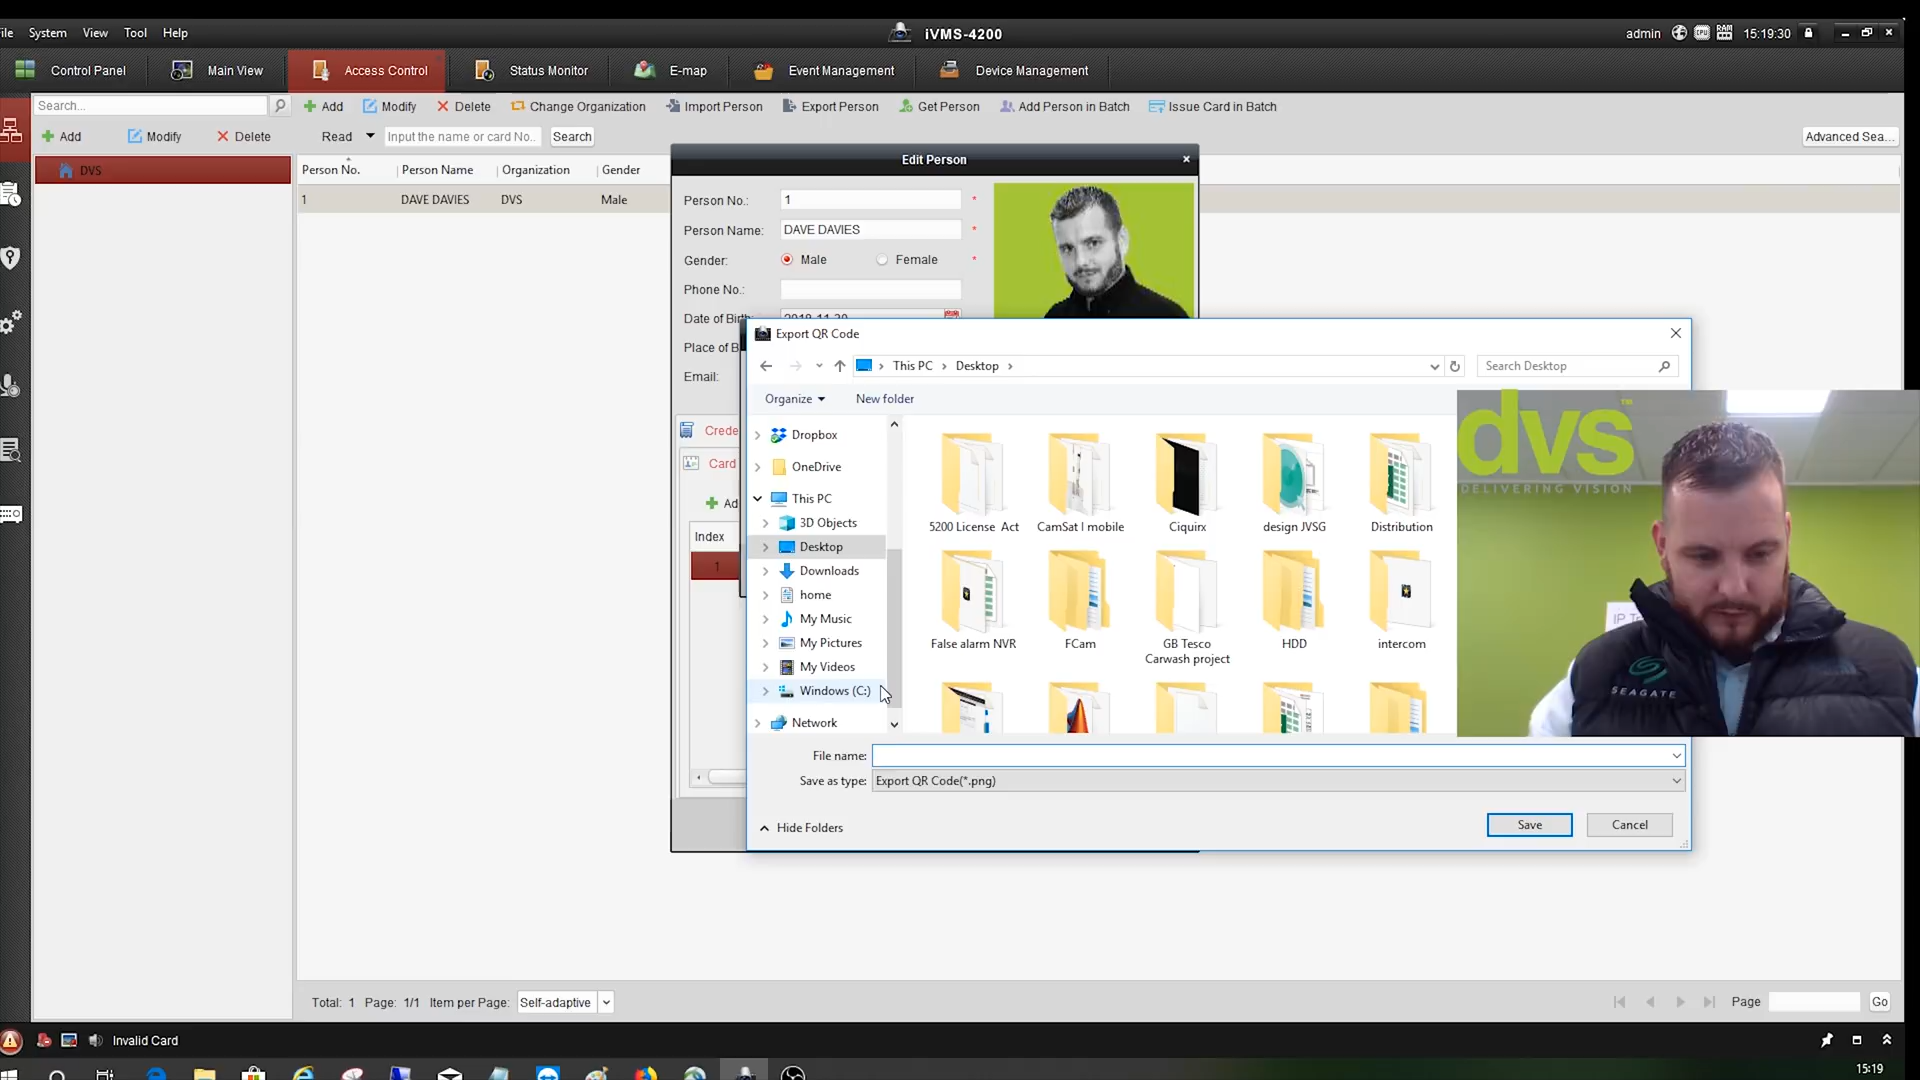 ile System View Tool Help
iVMS-4200
admin 15:19:30
Control Panel Main View Access Control Status Monitor E-map Event Management Device Management
Search...
Add Modify Delete Change Organization Import Person Export Person Get Person Add Person in Batch Issue Card in Batch
Add Modify Delete
Read Input the name or card No.. Search Advanced Sea...
DVS
Person No. Person Name Organization Gender
1 DAVE DAVIES DVS Male
Edit Person
Person No.: 1 *
Person Name: DAVE DAVIES *
Gender: Male Female *
Phone No.:
Date of Birth:
Place of B
Email:
Crede
Card
Ad
Index
1
Export QR Code
This PC Desktop
Search Desktop
Organize New folder
Dropbox
OneDrive
This PC
3D Objects
Desktop
Downloads
home
My Music
My Pictures
My Videos
Windows (C:)
Network
5200 License Act CamSat I mobile Ciquirx design JVSG Distribution
False alarm NVR FCam GB Tesco Carwash project HDD intercom
File name:
Save as type: Export QR Code(*.png)
Hide Folders
Save Cancel
dvs™
DELIVERING VISION
SEAGATE
Total: 1 Page: 1/1 Item per Page: Self-adaptive
Page Go
Invalid Card
15:19